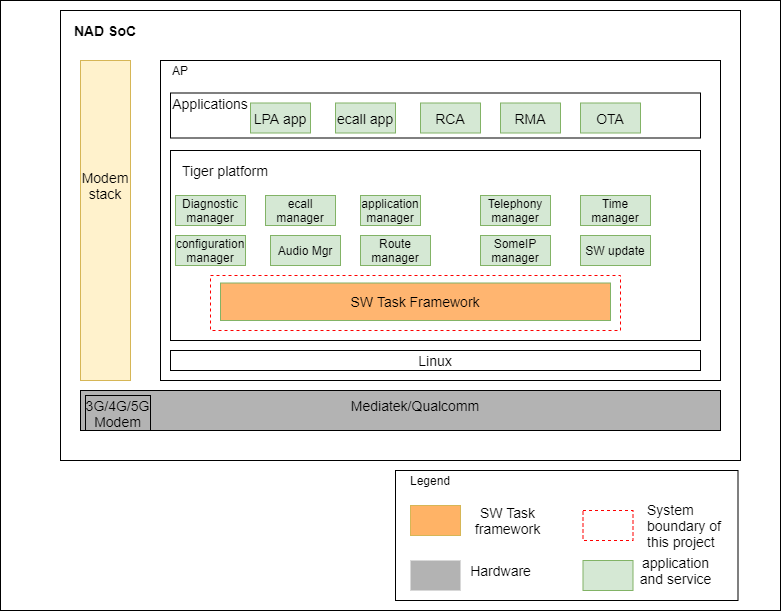 NAD SoC
AP
Applications
LPA app
ecall app
RCA
RMA
OTA
Modem
stack
Tiger platform
Diagnostic
manager
ecall
manager
application
manager
Telephony
manager
Time
manager
configuration
manager
Audio Mgr
Route
manager
SomeIP
manager
SW update
SW Task Framework
Linux
3G/4G/5G
Modem
Mediatek/Qualcomm
Legend
SW Task
framework
System
boundary of
this project
Hardware
application
and service